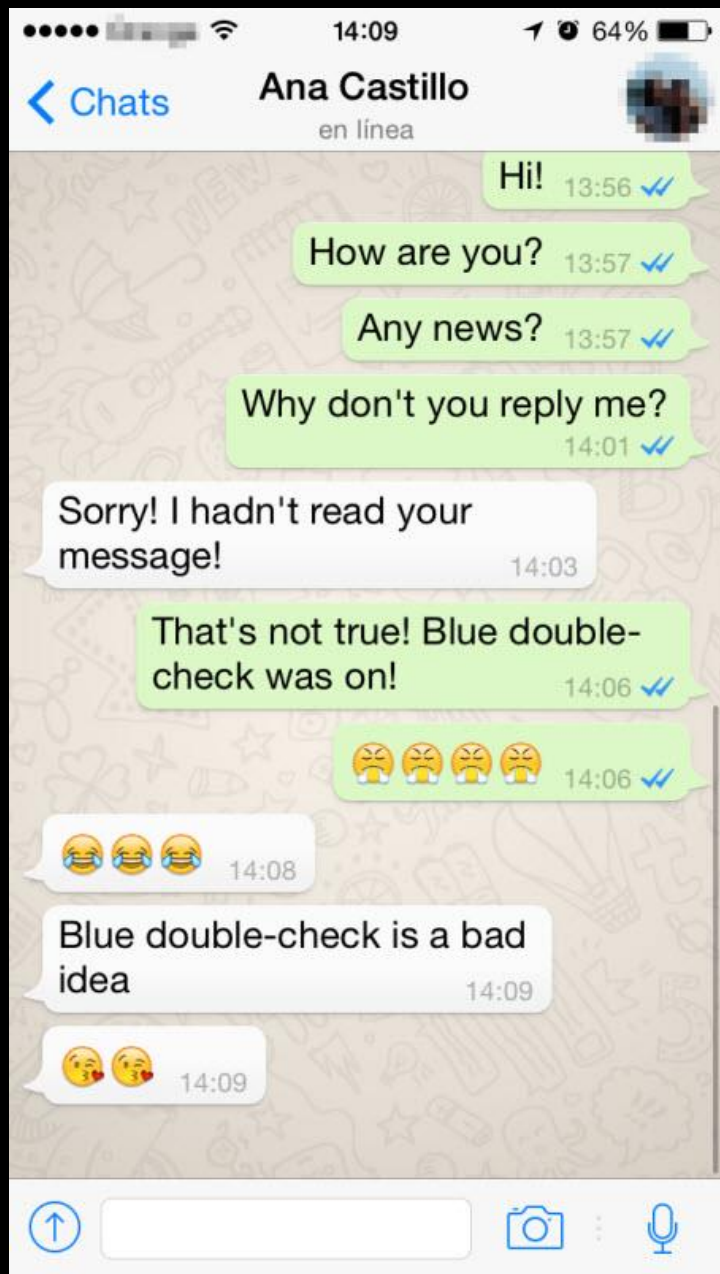 14:09
64%
Chats
Ana Castillo
en línea
Hi! 13:56
How are you? 13:57
Any news? 13:57
Why don't you reply me?
14:01
Sorry! I hadn't read your
message! 14:03
That's not true! Blue double-
check was on! 14:06
😤😤😤😤 14:06
😂😂😂 14:08
Blue double-check is a bad
idea 14:09
😘😘 14:09